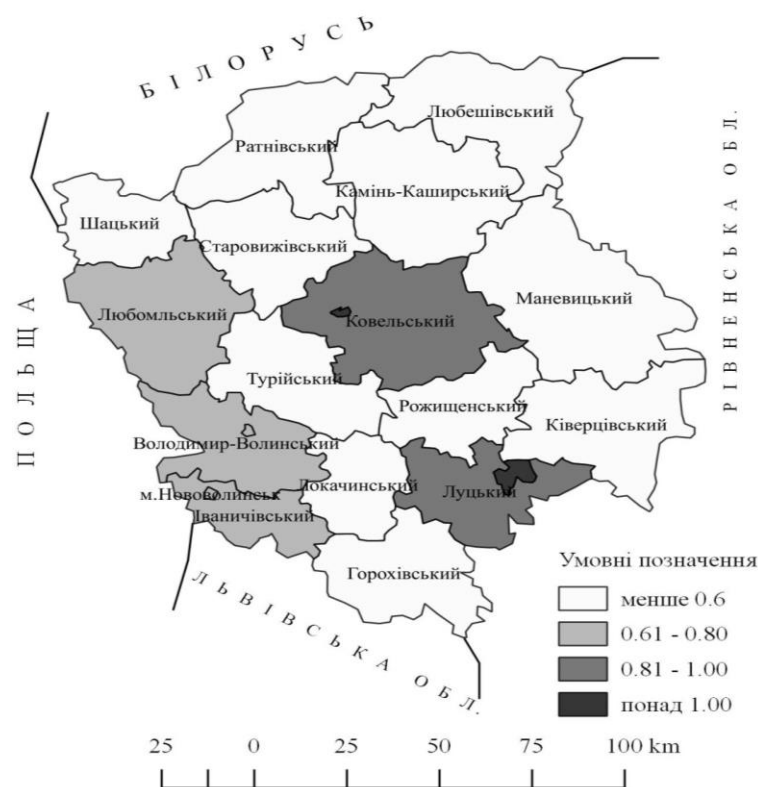 БІЛОРУСЬ
Любешівський
Ратнівський
Камінь-Каширський
Шацький
Старовижівський
РІВНЕНСЬКА ОБЛ.
Маневицький
ПОЛЬЩА
Любомльський
Ковельський
Турійський
Рожищенський
Ківерцівський
Володимир-Волинський
Локачинський
Луцький
м.Нововолинськ
Іваничівський
Горохівський
ЛЬВІВСЬКА ОБЛ.
Умовні позначення
менше 0.6
0.61 - 0.80
0.81 - 1.00
понад 1.00
25 0 25 50 75 100 km